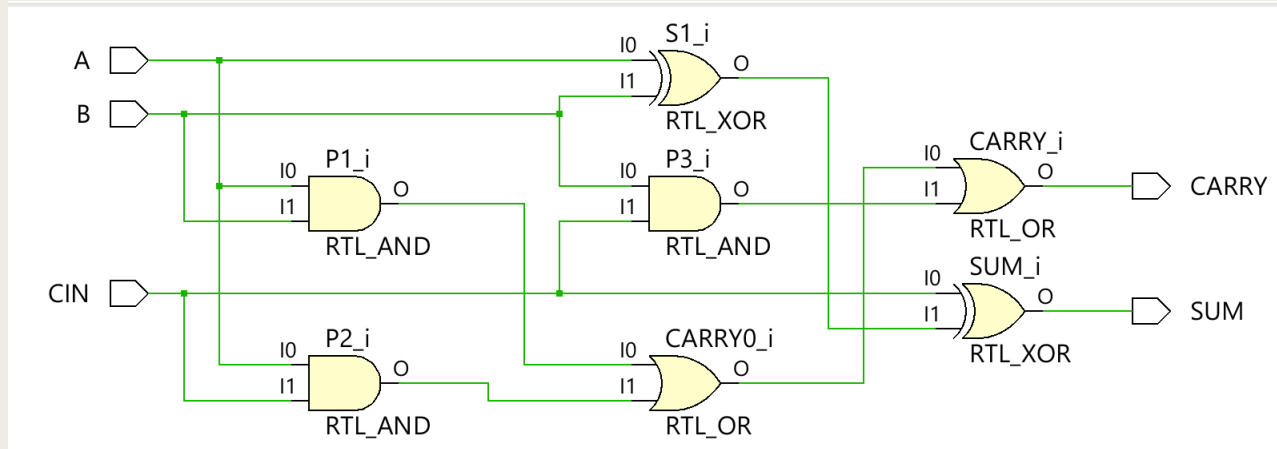 A
B
CIN
S1_i
I0
I1
O
RTL_XOR
P1_i
I0
I1
O
RTL_AND
P3_i
I0
I1
O
RTL_AND
CARRY_i
I0
I1
O
RTL_OR
CARRY
P2_i
I0
I1
O
RTL_AND
CARRY0_i
I0
I1
O
RTL_OR
SUM_i
I0
I1
O
RTL_XOR
SUM